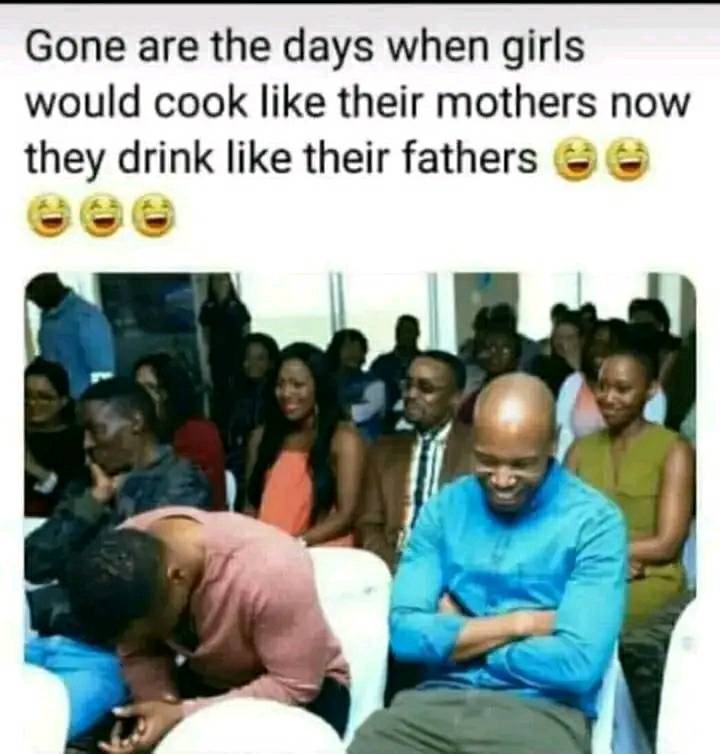 Gone are the days when girls
would cook like their mothers now
they drink like their fathers 😆😆
😆😆😆